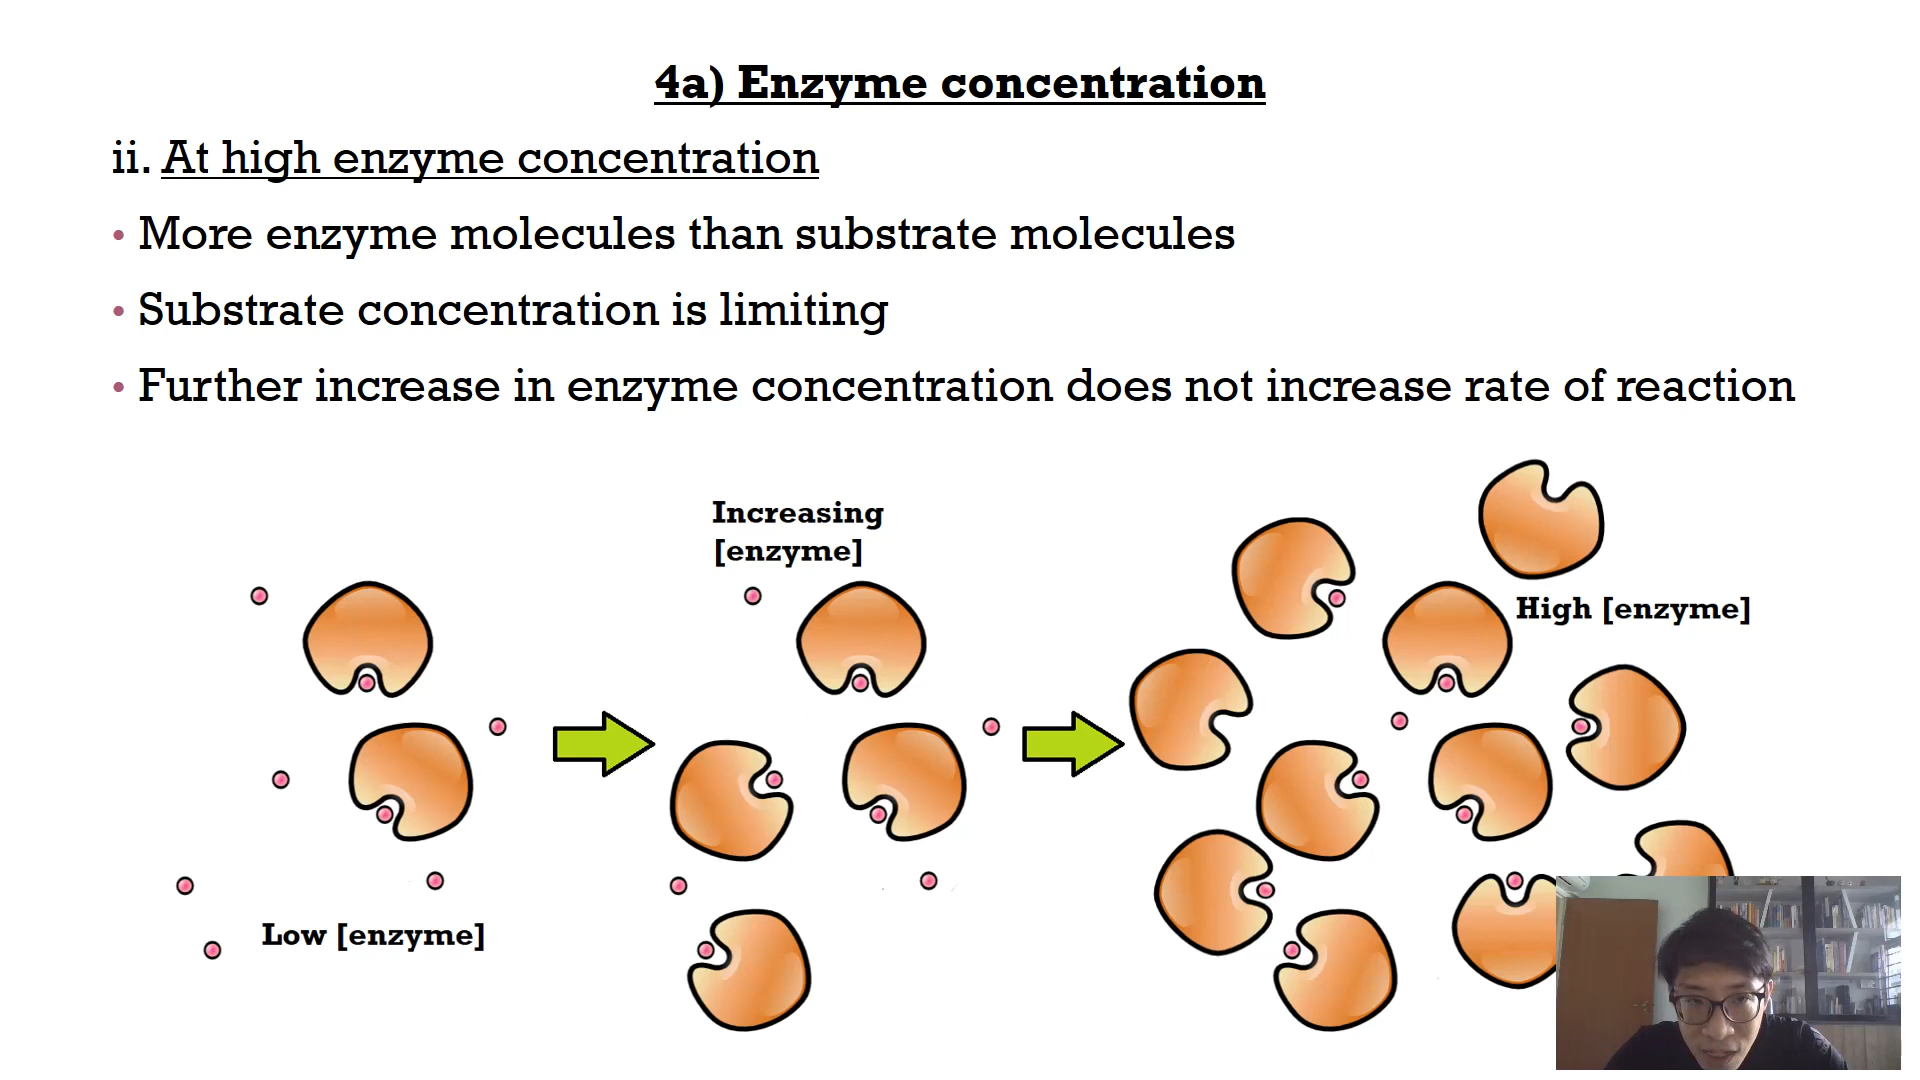 4a) Enzyme concentration
ii. At high enzyme concentration
• More enzyme molecules than substrate molecules
• Substrate concentration is limiting
• Further increase in enzyme concentration does not increase rate of reaction
Increasing
[enzyme]
High [enzyme]
Low [enzyme]